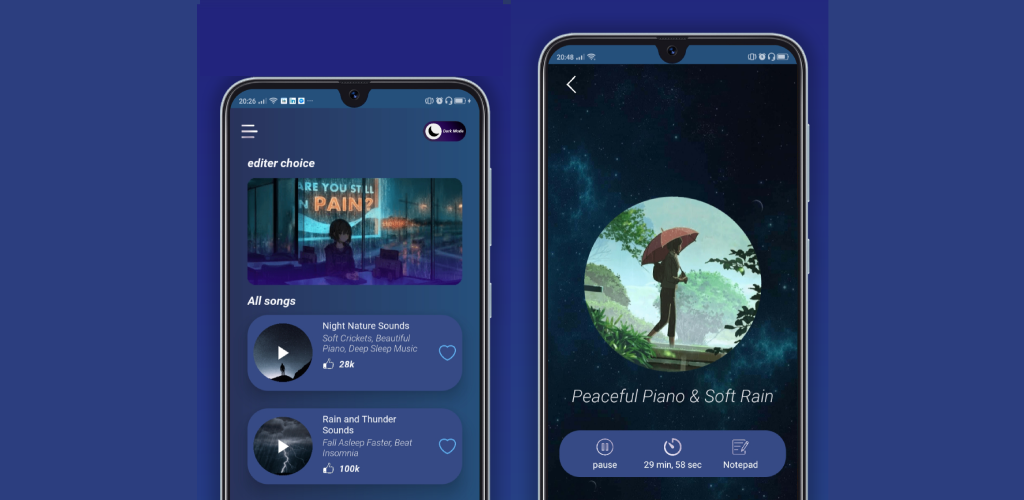 20:26
Dark Mode
editer choice
ARE YOU STILL
IN PAIN?
All songs
Night Nature Sounds
Soft Crickets, Beautiful
Piano, Deep Sleep Music
28k
Rain and Thunder
Sounds
Fall Asleep Faster, Beat
Insomnia
100k
20:48
Peaceful Piano & Soft Rain
pause
29 min, 58 sec
Notepad